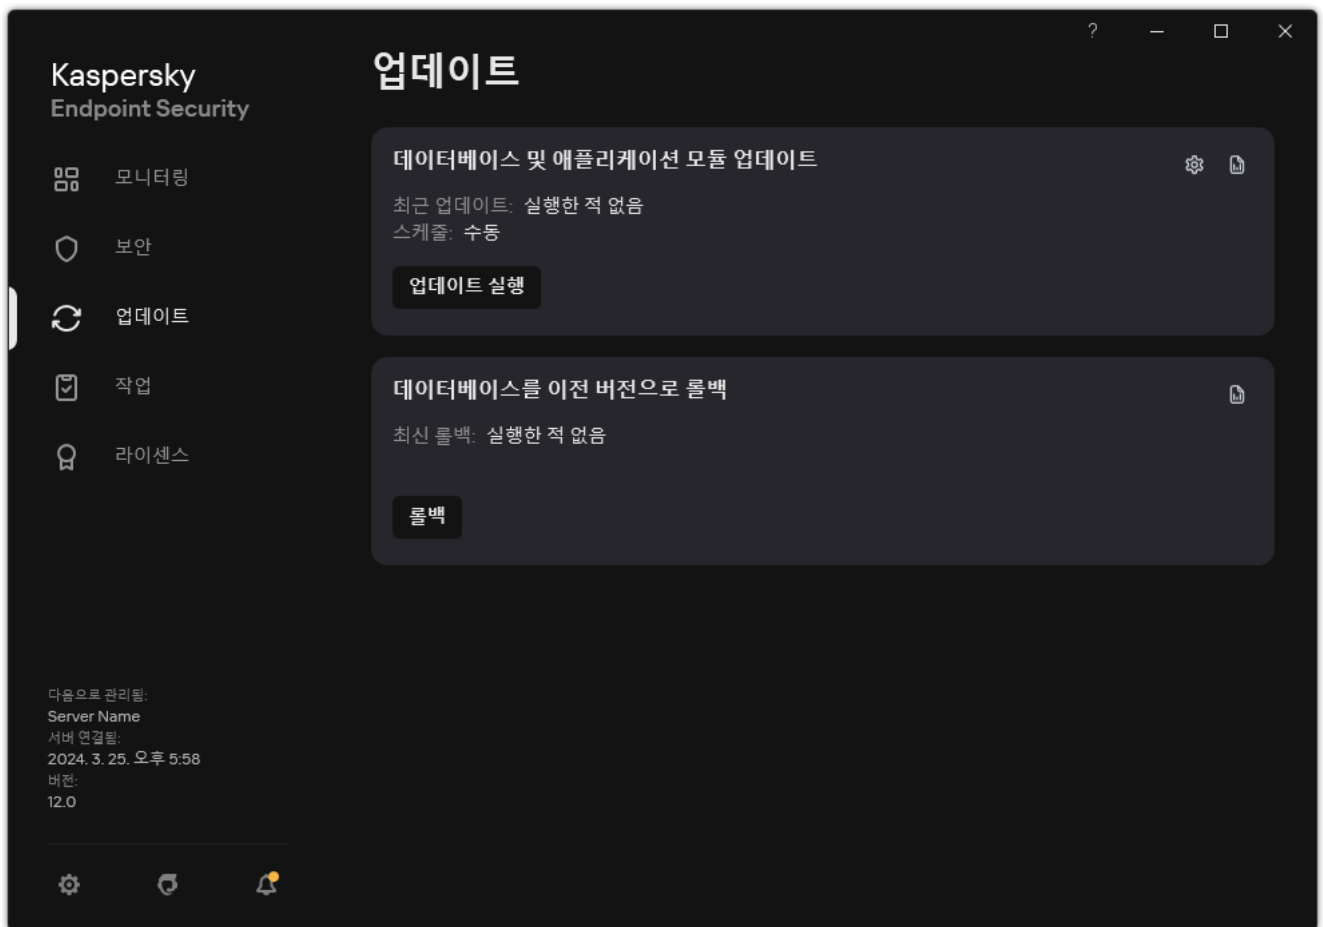 ?
Kaspersky
Endpoint Security
모니터링
보안
업데이트
작업
라이센스
다음으로 관리됨:
Server Name
서버 연결됨:
2024. 3. 25. 오후 5:58
버전:
12.0
업데이트
데이터베이스 및 애플리케이션 모듈 업데이트
최근 업데이트: 실행한 적 없음
스케줄: 수동
업데이트 실행
데이터베이스를 이전 버전으로 롤백
최신 롤백: 실행한 적 없음
롤백